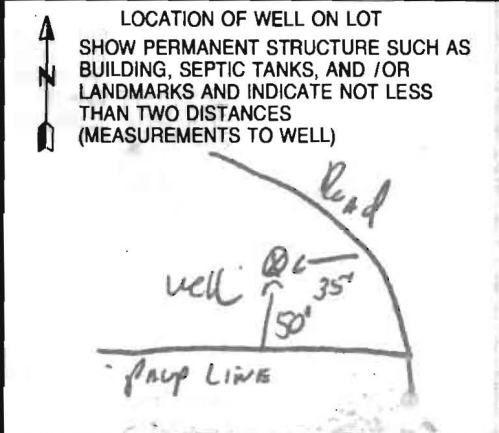 LOCATION OF WELL ON LOT
SHOW PERMANENT STRUCTURE SUCH AS
N BUILDING, SEPTIC TANKS, AND /OR
LANDMARKS AND INDICATE NOT LESS
THAN TWO DISTANCES
(MEASUREMENTS TO WELL)
Road
well
35'
50'
PROP LINE